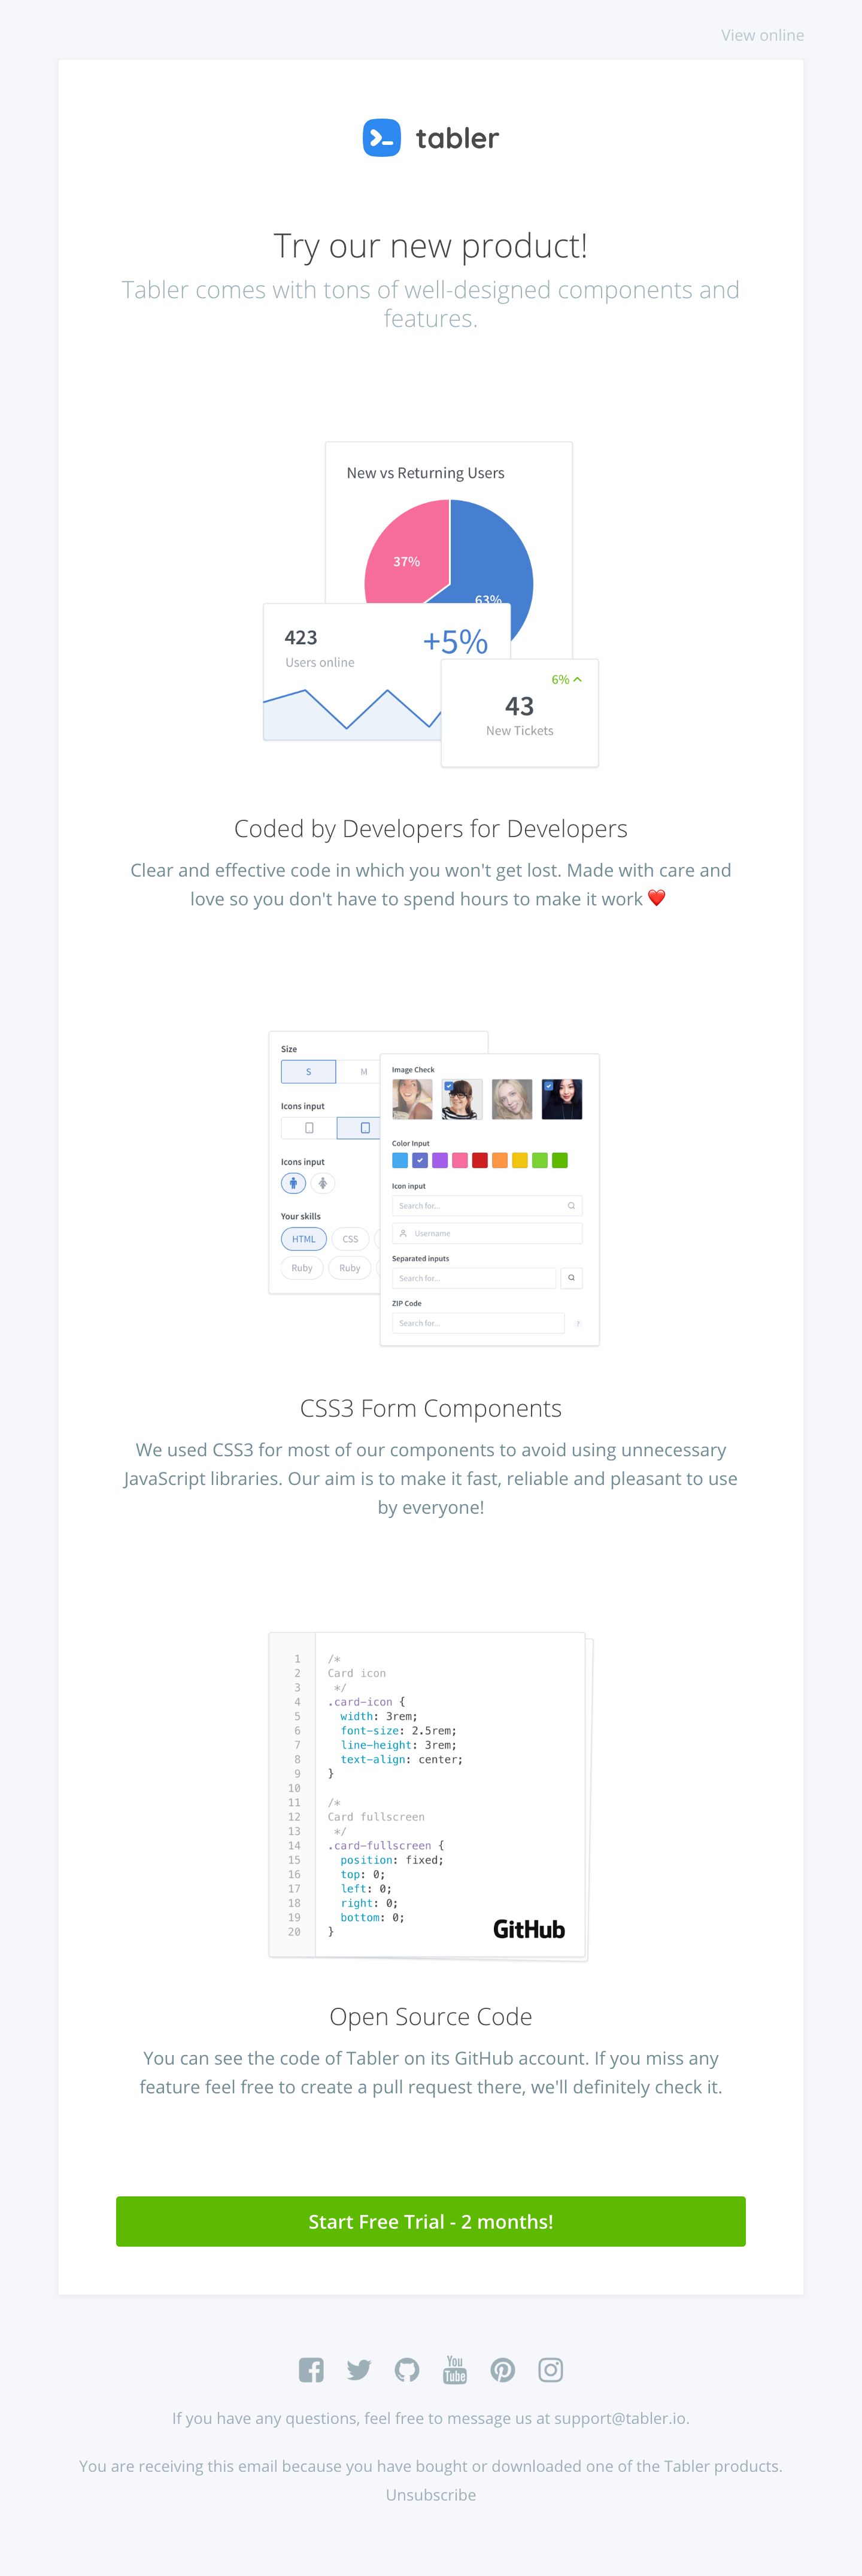 View online
tabler
Try our new product!
Tabler comes with tons of well-designed components and
features.
New vs Returning Users
37%
63%
423
+5%
Users online
6%
43
New Tickets
Coded by Developers for Developers
Clear and effective code in which you won't get lost. Made with care and
love so you don't have to spend hours to make it work ❤️
Size
S M
Icons input
Icons input
Your skills
HTML CSS
Ruby Ruby
Image Check
Color Input
Icon input
Search for...
Username
Separated inputs
Search for...
ZIP Code
Search for...
?
CSS3 Form Components
We used CSS3 for most of our components to avoid using unnecessary
JavaScript libraries. Our aim is to make it fast, reliable and pleasant to use
by everyone!
1 /*
2 Card icon
3 */
4 .card-icon {
5 width: 3rem;
6 font-size: 2.5rem;
7 line-height: 3rem;
8 text-align: center;
9 }
10
11 /*
12 Card fullscreen
13 */
14 .card-fullscreen {
15 position: fixed;
16 top: 0;
17 left: 0;
18 right: 0;
19 bottom: 0;
20 }
GitHub
Open Source Code
You can see the code of Tabler on its GitHub account. If you miss any
feature feel free to create a pull request there, we'll definitely check it.
Start Free Trial - 2 months!
You
Tube
If you have any questions, feel free to message us at support@tabler.io.
You are receiving this email because you have bought or downloaded one of the Tabler products.
Unsubscribe